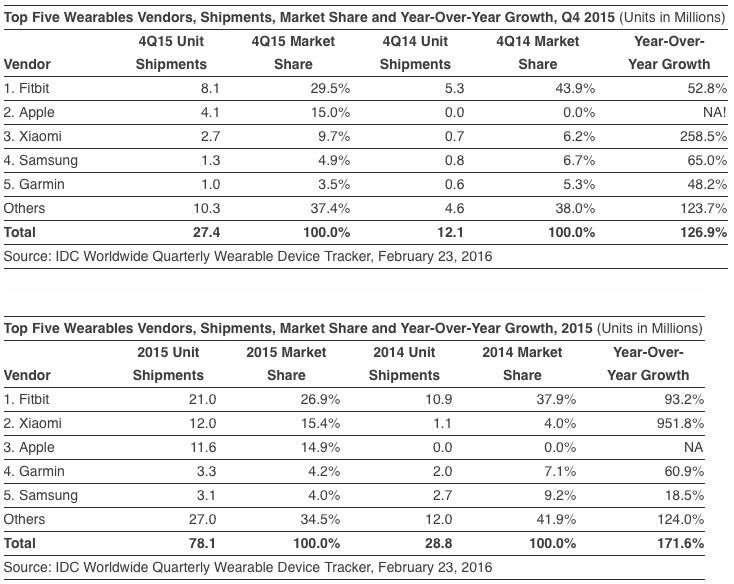 Top Five Wearables Vendors, Shipments, Market Share and Year-Over-Year Growth, Q4 2015 (Units in Millions)
4Q15 Unit 4Q15 Market 4Q14 Unit 4Q14 Market Year-Over-
Vendor Shipments Share Shipments Share Year Growth
1. Fitbit 8.1 29.5% 5.3 43.9% 52.8%
2. Apple 4.1 15.0% 0.0 0.0% NA!
3. Xiaomi 2.7 9.7% 0.7 6.2% 258.5%
4. Samsung 1.3 4.9% 0.8 6.7% 65.0%
5. Garmin 1.0 3.5% 0.6 5.3% 48.2%
Others 10.3 37.4% 4.6 38.0% 123.7%
Total 27.4 100.0% 12.1 100.0% 126.9%
Source: IDC Worldwide Quarterly Wearable Device Tracker, February 23, 2016
Top Five Wearables Vendors, Shipments, Market Share and Year-Over-Year Growth, 2015 (Units in Millions)
2015 Unit 2015 Market 2014 Unit 2014 Market Year-Over-
Vendor Shipments Share Shipments Share Year Growth
1. Fitbit 21.0 26.9% 10.9 37.9% 93.2%
2. Xiaomi 12.0 15.4% 1.1 4.0% 951.8%
3. Apple 11.6 14.9% 0.0 0.0% NA
4. Garmin 3.3 4.2% 2.0 7.1% 60.9%
5. Samsung 3.1 4.0% 2.7 9.2% 18.5%
Others 27.0 34.5% 12.0 41.9% 124.0%
Total 78.1 100.0% 28.8 100.0% 171.6%
Source: IDC Worldwide Quarterly Wearable Device Tracker, February 23, 2016